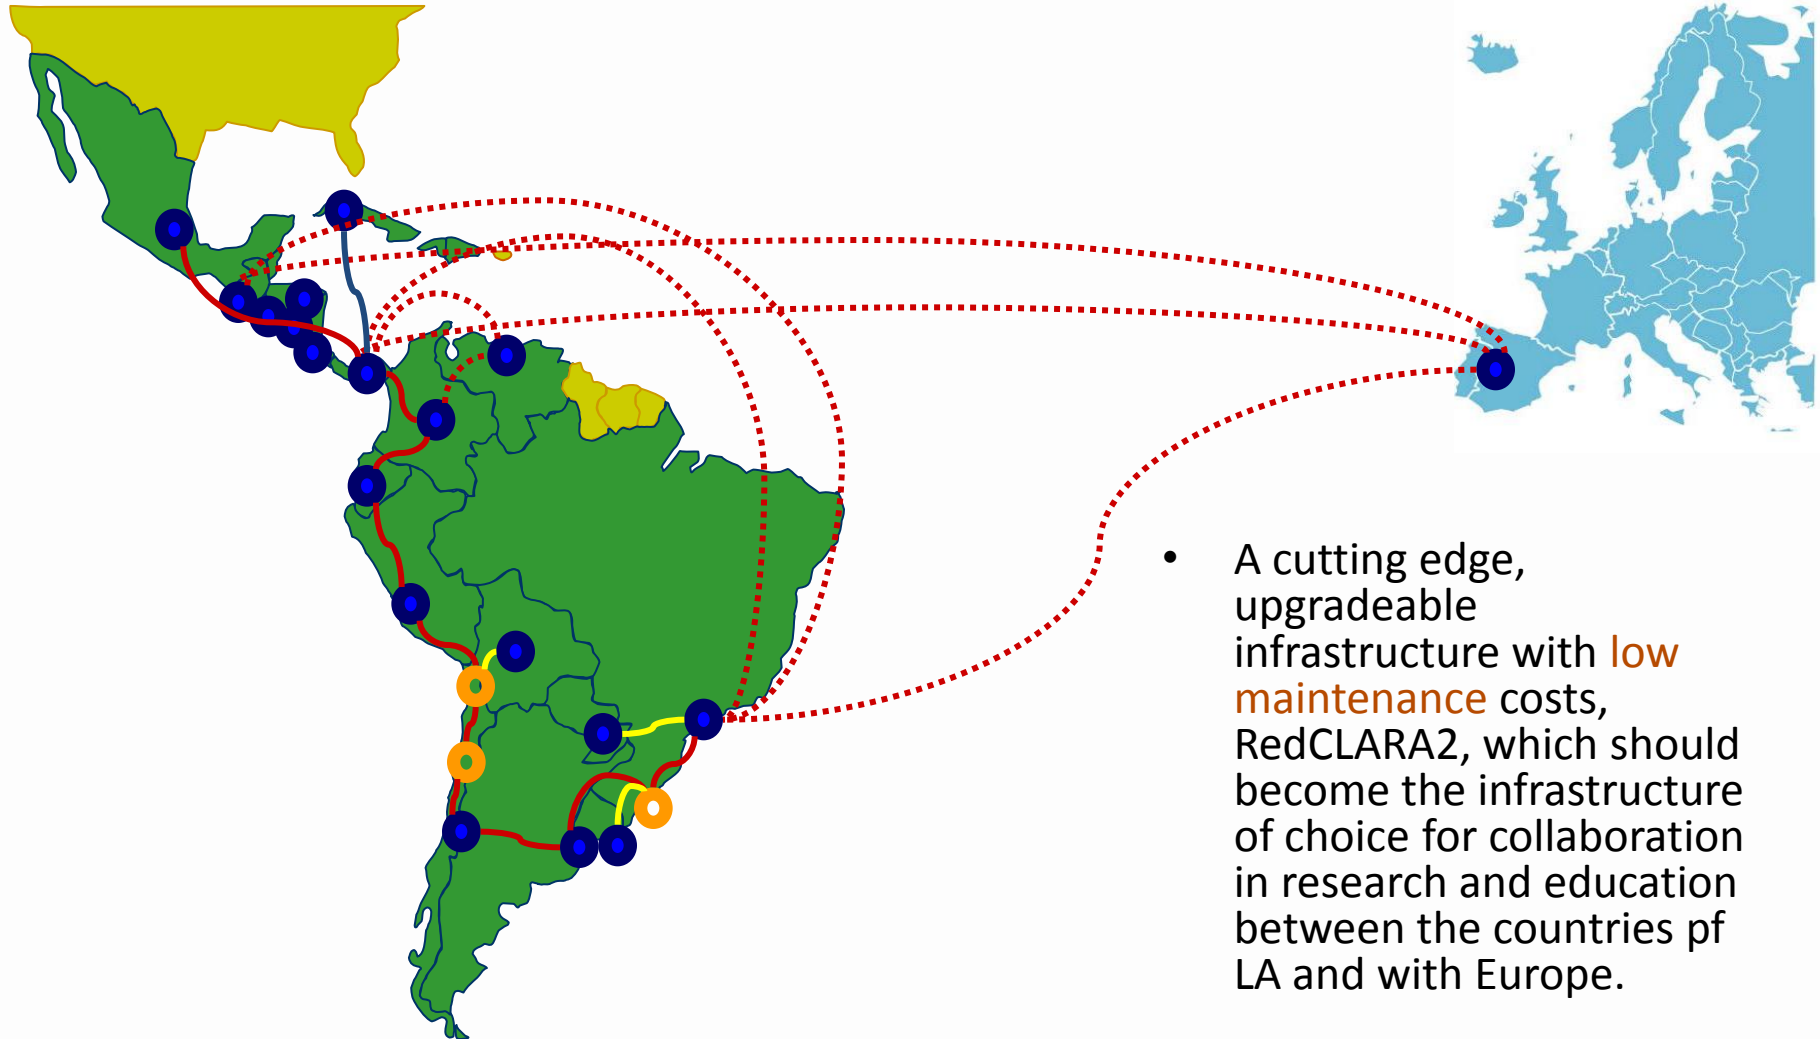 • A cutting edge,
upgradeable
infrastructure with low
maintenance costs,
RedCLARA2, which should
become the infrastructure
of choice for collaboration
in research and education
between the countries pf
LA and with Europe.